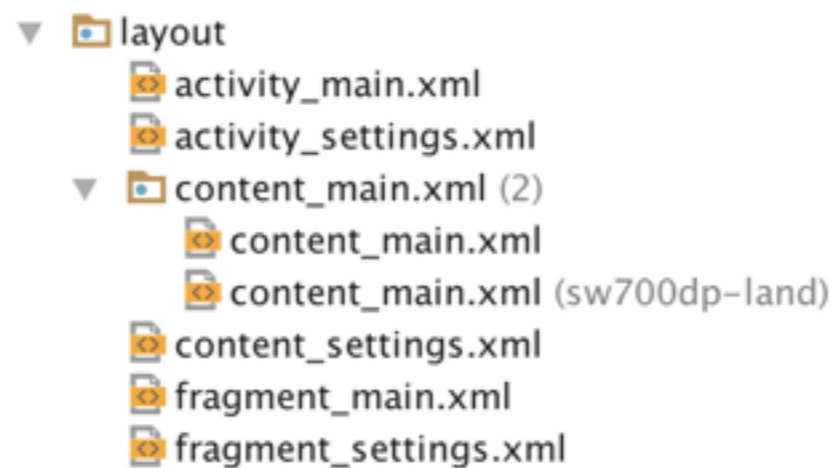 layout
activity_main.xml
activity_settings.xml
content_main.xml (2)
content_main.xml
content_main.xml (sw700dp-land)
content_settings.xml
fragment_main.xml
fragment_settings.xml